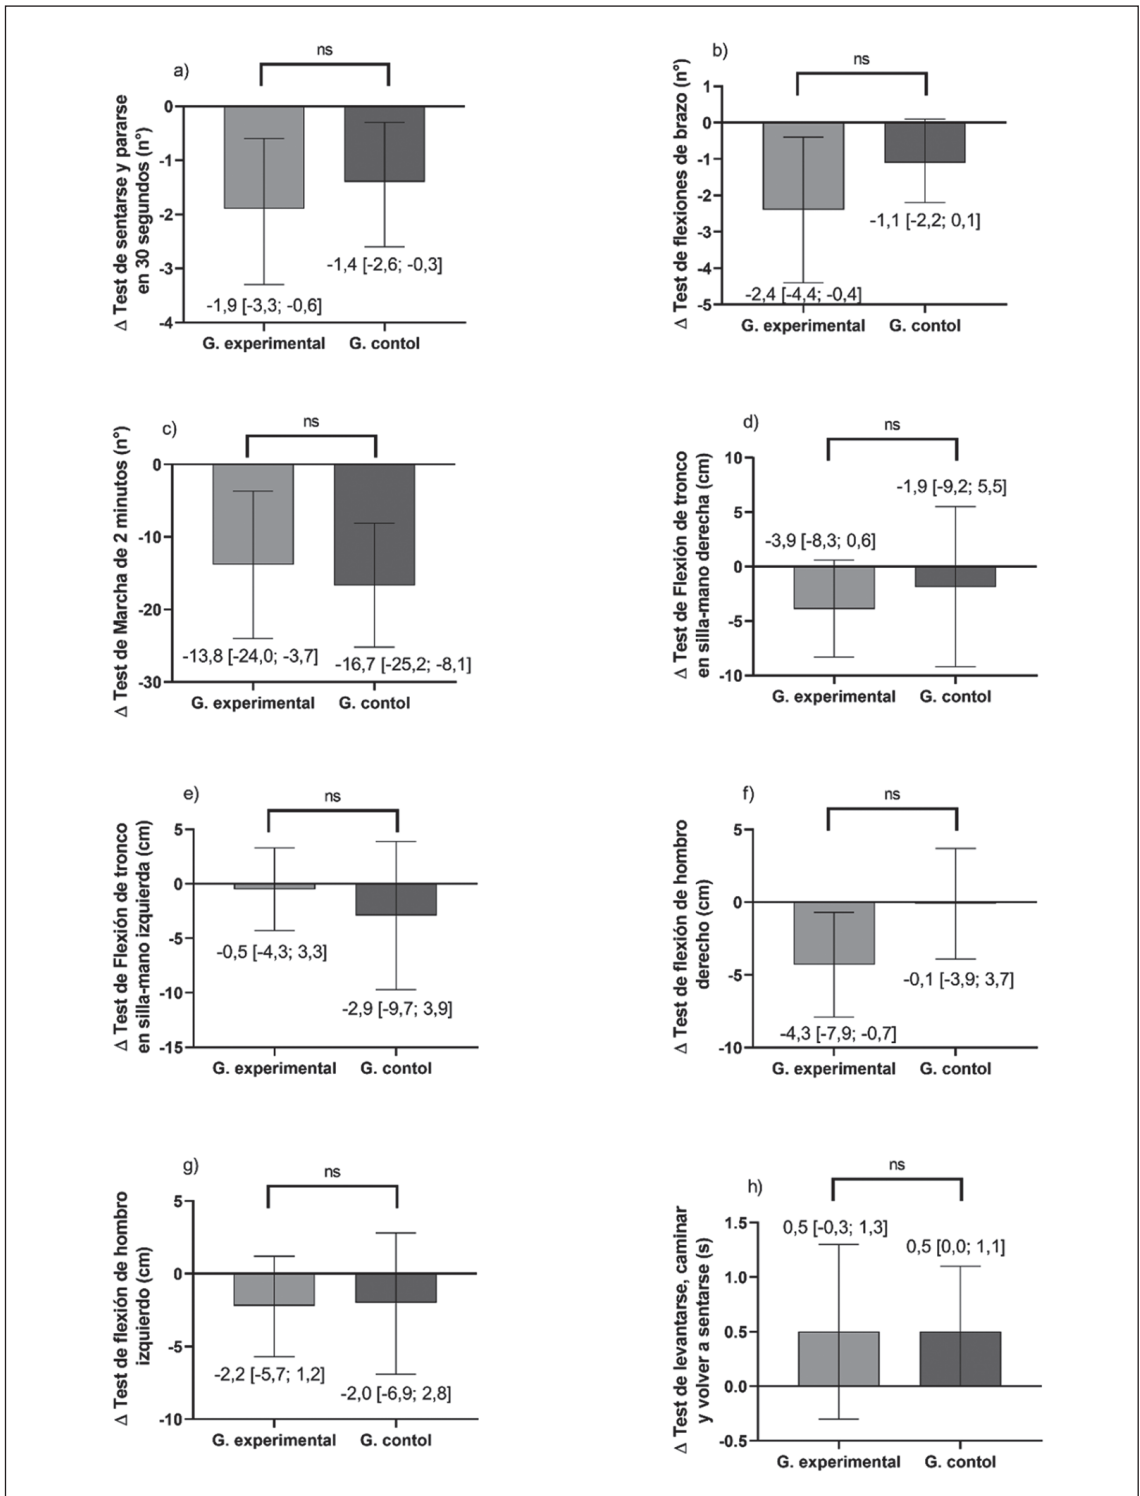 a)
ns
Δ Test de sentarse y pararse
en 30 segundos (n°)
0
-1
-2
-3
-4
-1,9 [-3,3; -0,6]
-1,4 [-2,6; -0,3]
G. experimental
G. contol
b)
ns
Δ Test de flexiones de brazo (n°)
1
0
-1
-2
-3
-4
-5
-2,4 [-4,4; -0,4]
-1,1 [-2,2; 0,1]
G. experimental
G. contol
c)
ns
Δ Test de Marcha de 2 minutos (n°)
0
-10
-20
-30
-13,8 [-24,0; -3,7]
-16,7 [-25,2; -8,1]
G. experimental
G. contol
d)
ns
Δ Test de Flexión de tronco
en silla-mano derecha (cm)
10
5
0
-5
-10
-3,9 [-8,3; 0,6]
-1,9 [-9,2; 5,5]
G. experimental
G. contol
e)
ns
Δ Test de Flexión de tronco
en silla-mano izquierda (cm)
5
0
-5
-10
-15
-0,5 [-4,3; 3,3]
-2,9 [-9,7; 3,9]
G. experimental
G. contol
f)
ns
Δ Test de flexión de hombro
derecho (cm)
5
0
-5
-10
-4,3 [-7,9; -0,7]
-0,1 [-3,9; 3,7]
G. experimental
G. contol
g)
ns
Δ Test de flexión de hombro
izquierdo (cm)
5
0
-5
-10
-2,2 [-5,7; 1,2]
-2,0 [-6,9; 2,8]
G. experimental
G. contol
h)
ns
Δ Test de levantarse, caminar
y volver a sentarse (s)
1.5
1.0
0.5
0.0
-0.5
0,5 [-0,3; 1,3]
0,5 [0,0; 1,1]
G. experimental
G. contol